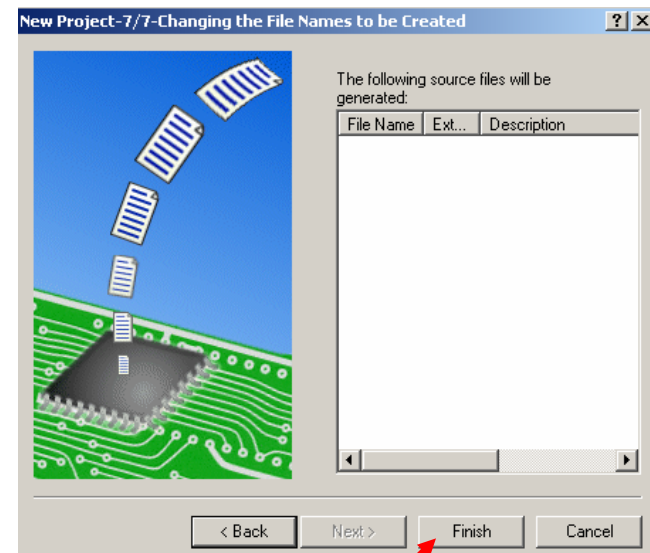 New Project-7/7-Changing the File Names to be Created
The following source files will be
generated:
File Name Ext... Description
< Back Next > Finish Cancel